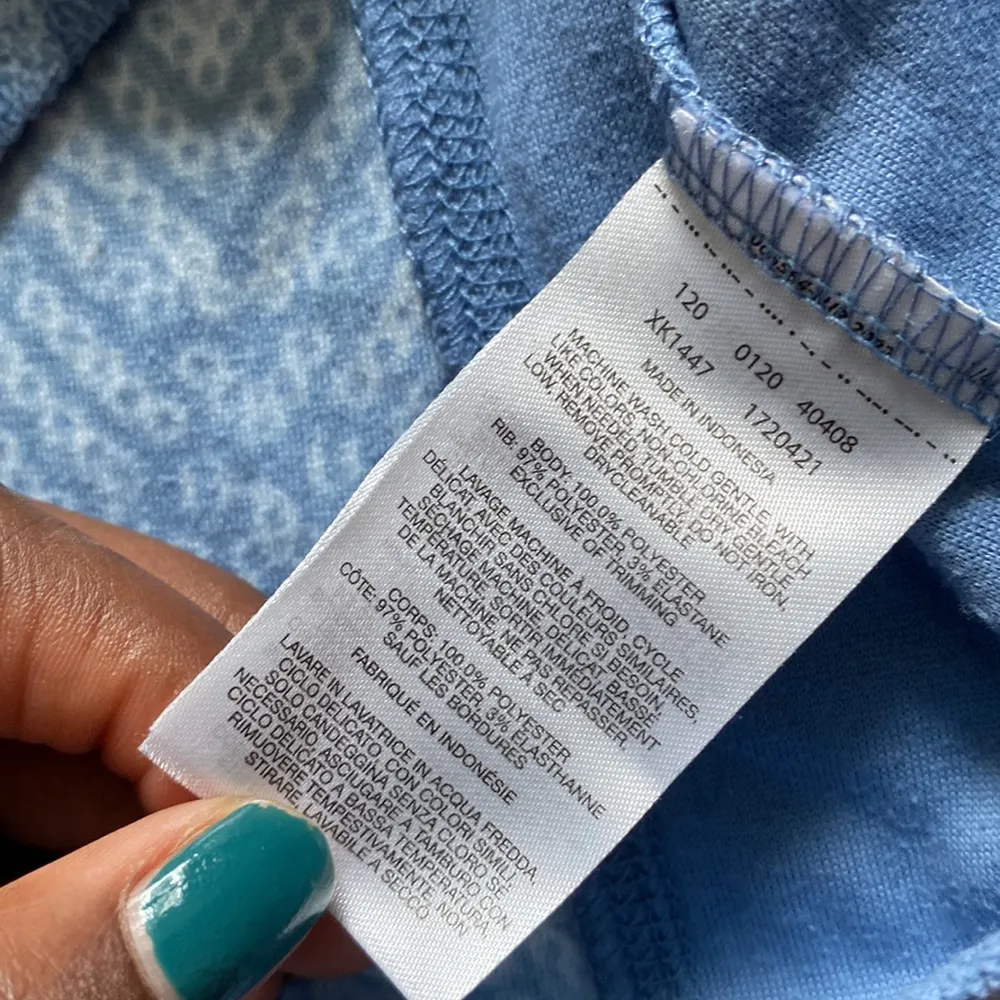 120 0120 40408
XK1447 1720421
MADE IN INDONESIA
MACHINE WASH COLD GENTLE, WITH
LIKE COLORS, NON-CHLORINE BLEACH
WHEN NEEDED, TUMBLE DRY GENTLE
LOW, REMOVE PROMPTLY, DO NOT IRON,
DRYCLEANABLE
BODY: 100.0% POLYESTER
RIB: 97% POLYESTER, 3% ELASTANE
EXCLUSIVE OF TRIMMING
LAVAGE MACHINE À FROID, CYCLE
DÉLICAT AVEC DES COULEURS SIMILAIRES,
BLANCHIR SANS CHLORE SI BESOIN,
SÉCHAGE MACHINE DÉLICAT BASSE
TEMPÉRATURE, SORTIR IMMÉDIATEMENT
DE LA MACHINE, NE PAS REPASSER,
NETTOYABLE À SEC
CORPS: 100.0% POLYESTER
CÔTE: 97% POLYESTER, 3% ÉLASTHANNE
SAUF LES BORDURES
FABRIQUÉ EN INDONÉSIE
LAVARE IN LAVATRICE IN ACQUA FREDDA,
CICLO DELICATO CON COLORI SIMILI,
SOLO CANDEGGINA SENZA CLORO SE
NECESSARIO, ASCIUGARE A TAMBURO CON
CICLO DELICATO A BASSA TEMPERATURA,
RIMUOVERE TEMPESTIVAMENTE, NON
STIRARE, LAVABILE A SECCO.